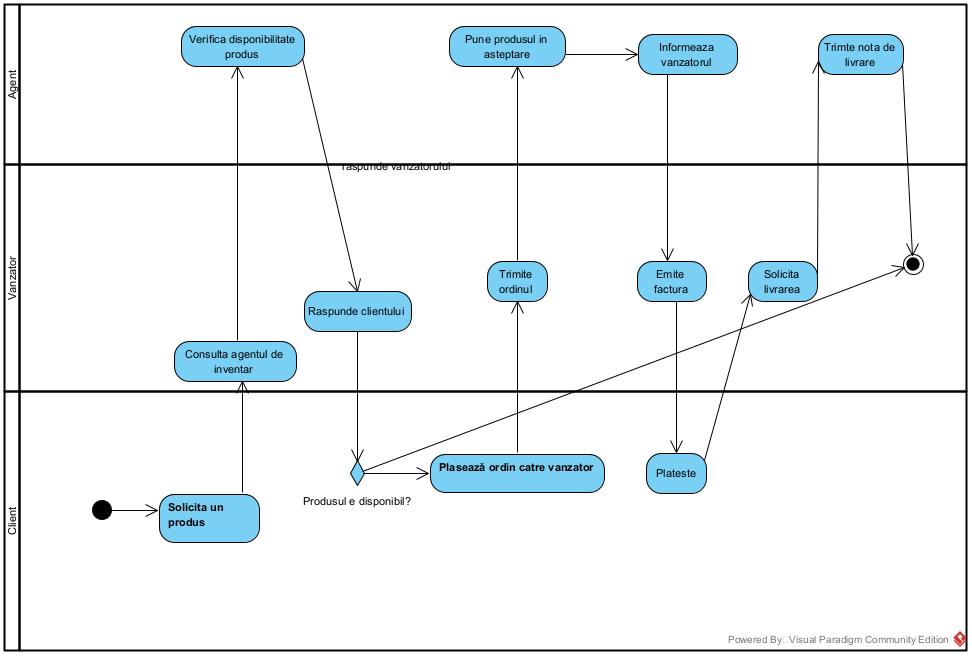 Agent
Verifica disponibilitate
produs
Pune produsul in
asteptare
Informeaza
vanzatorul
Trimte nota de
livrare
raspunde vanzatorului
Vanzator
Trimite
ordinul
Emite
factura
Solicita
livrarea
Raspunde clientului
Consulta agentul de
inventar
Client
Plasează ordin catre vanzator
Plateste
Produsul e disponibil?
Solicita un
produs
Powered By Visual Paradigm Community Edition